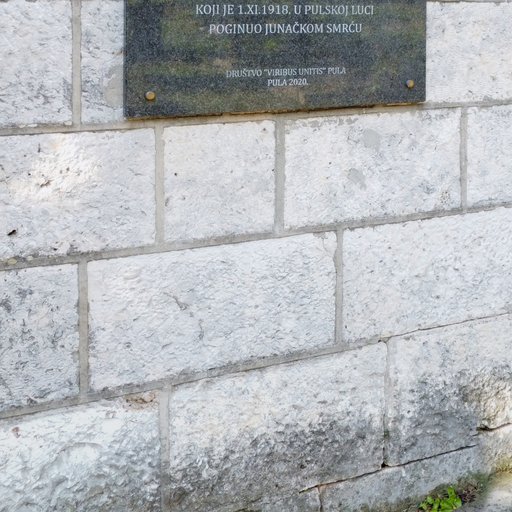 KOJI JE 1.XI.1918. U PULSKOJ LUCI
POGINUO JUNAČKOM SMRĆU
DRUŠTVO "VIRIBUS UNITIS" PULA
PULA 2020.